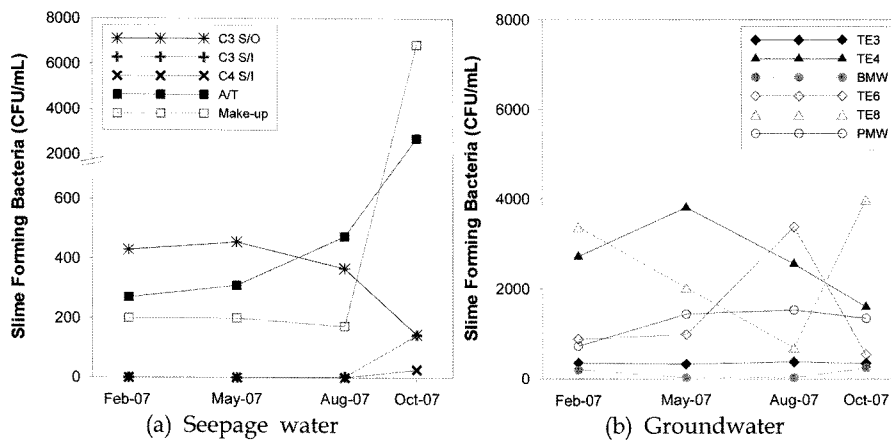 8000
6000
4000
2000
600
400
200
0
Slime Forming Bacteria (CFU/mL)
C3 S/O
C3 S/I
C4 S/I
A/T
Make-up
Feb-07 May-07 Aug-07 Oct-07
(a) Seepage water
8000
6000
4000
2000
0
Slime Forming Bacteria (CFU/mL)
TE3
TE4
BMW
TE6
TE8
PMW
Feb-07 May-07 Aug-07 Oct-07
(b) Groundwater